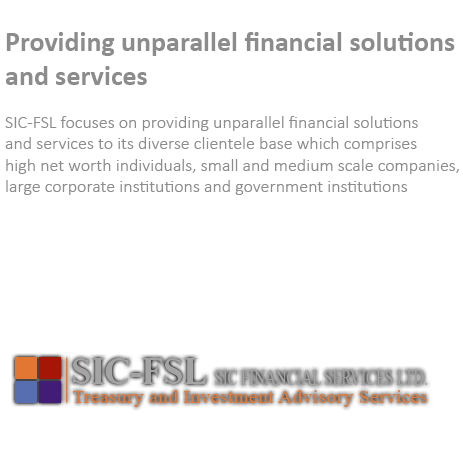 Providing unparallel financial solutions
and services
SIC-FSL focuses on providing unparallel financial solutions
and services to its diverse clientele base which comprises
high net worth individuals, small and medium scale companies,
large corporate institutions and government institutions
SIC-FSL SIC FINANCIAL SERVICES LTD.
Treasury and Investment Advisory Services